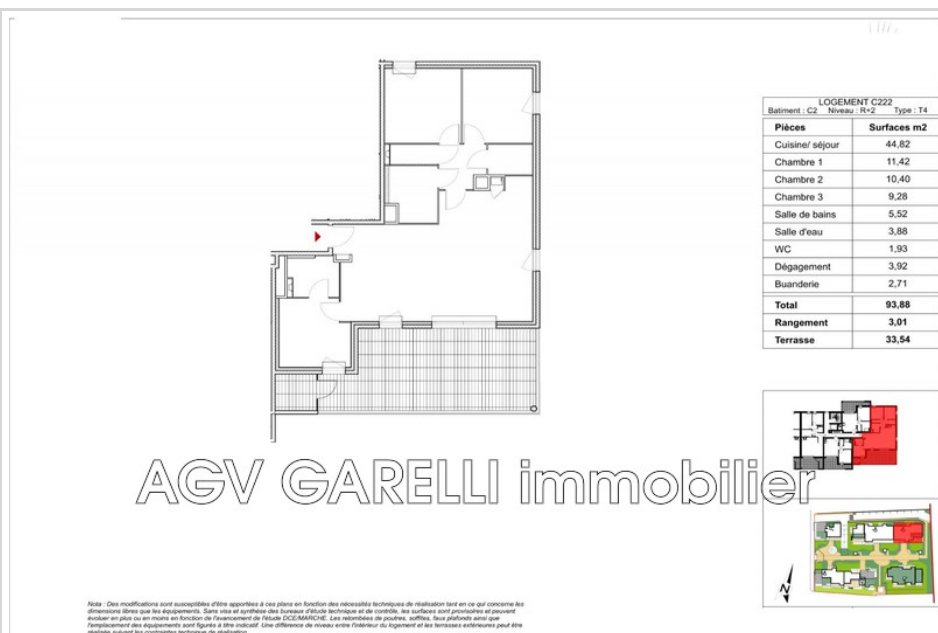 LOGEMENT C222
Batiment : C2 Niveau : R+2 Type : T4
Pièces Surfaces m2
Cuisine/ séjour 44,82
Chambre 1 11,42
Chambre 2 10,40
Chambre 3 9,28
Salle de bains 5,52
Salle d'eau 3,88
WC 1,93
Dégagement 3,92
Buanderie 2,71
Total 93,88
Rangement 3,01
Terrasse 33,54
AGV GARELLI immobilier
N
Nota : Des modifications sont susceptibles d'être apportées à ces plans en fonction des nécessités techniques de réalisation tant en ce qui concerne les
dimensions libres que les équipements. Sans visa et synthèse des bureaux d'étude technique et de contrôle, les surfaces sont provisoires et peuvent
évoluer en plus ou en moins en fonction de l'avancement de l'étude DCE/MARCHE. Les retombées de poutres, soffites, faux plafonds ainsi que
l'emplacement des équipements sont figurés à titre indicatif. Une différence de niveau entre l'intérieur du logement et les terrasses extérieures peut être
réalisée suivant les contraintes technique de réalisation.